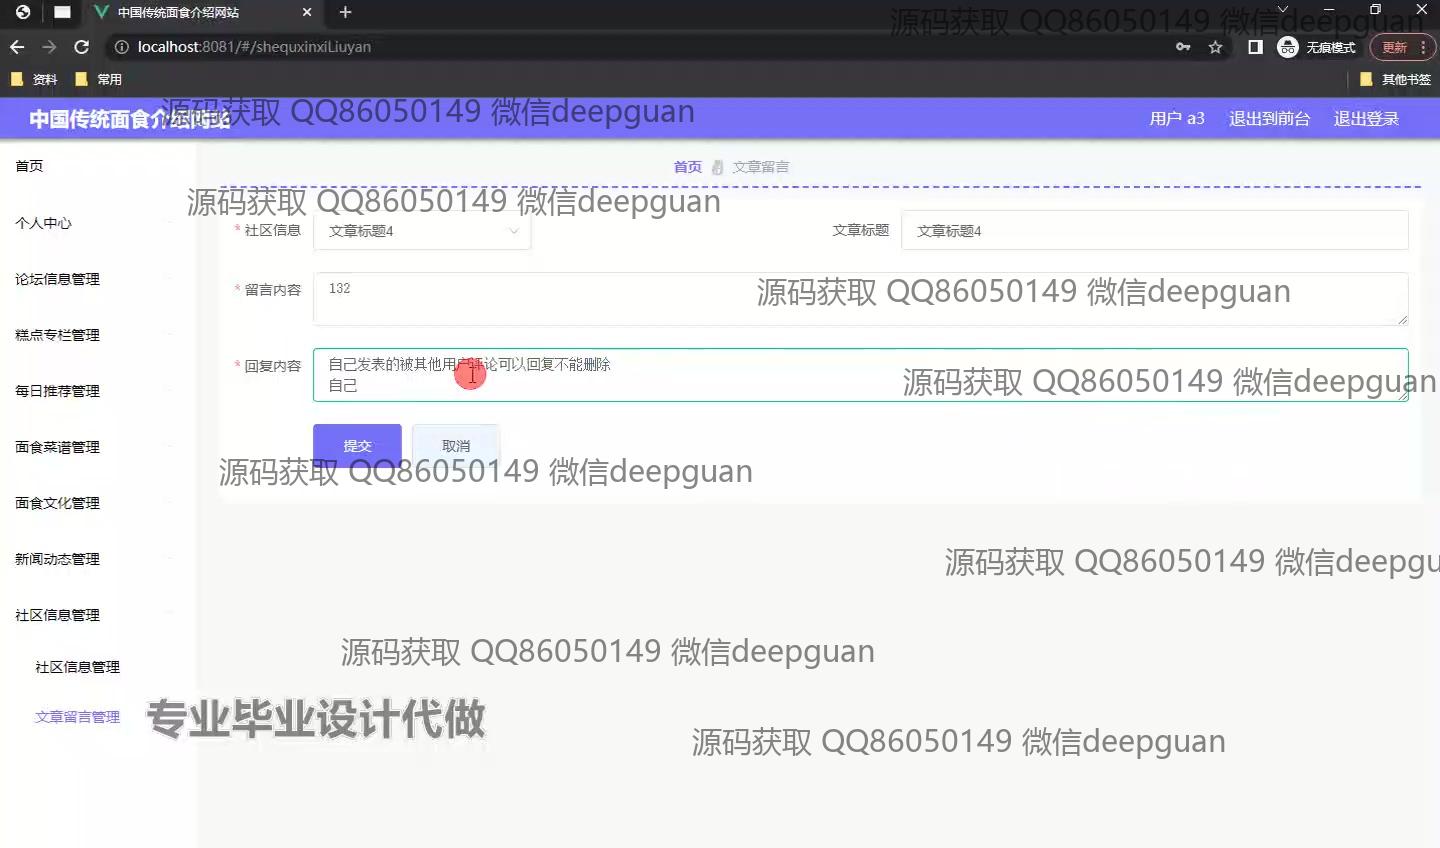 中国传统面食介绍网站
源码获取 QQ86050149 微信deepguan
localhost:8081/#/shequxinxiLiuyan
无痕模式
更新
资料
常用
其他书签
中国传统面食介绍网站
源码获取 QQ86050149 微信deepguan
用户 a3
退出到前台
退出登录
首页
首页
文章留言
源码获取 QQ86050149 微信deepguan
个人中心
* 社区信息
文章标题4
文章标题
文章标题4
论坛信息管理
* 留言内容
132
源码获取 QQ86050149 微信deepguan
糕点专栏管理
* 回复内容
自己发表的被其他用户评论可以回复不能删除
自己
源码获取 QQ86050149 微信deepguan
每日推荐管理
面食菜谱管理
提交
取消
源码获取 QQ86050149 微信deepguan
面食文化管理
新闻动态管理
源码获取 QQ86050149 微信deepgu
社区信息管理
社区信息管理
源码获取 QQ86050149 微信deepguan
文章留言管理
专业毕业设计代做
源码获取 QQ86050149 微信deepguan